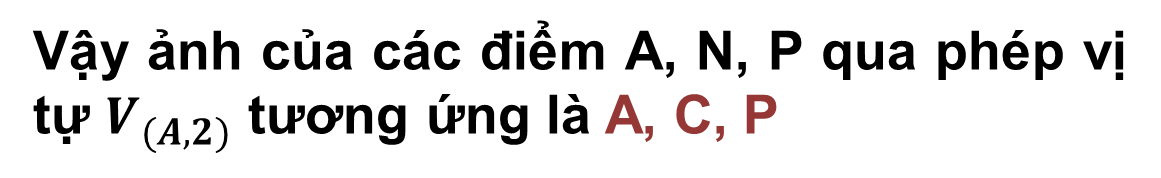 Vậy ảnh của các điểm A, N, P qua phép vị
tự V(A,2) tương ứng là A, C, P